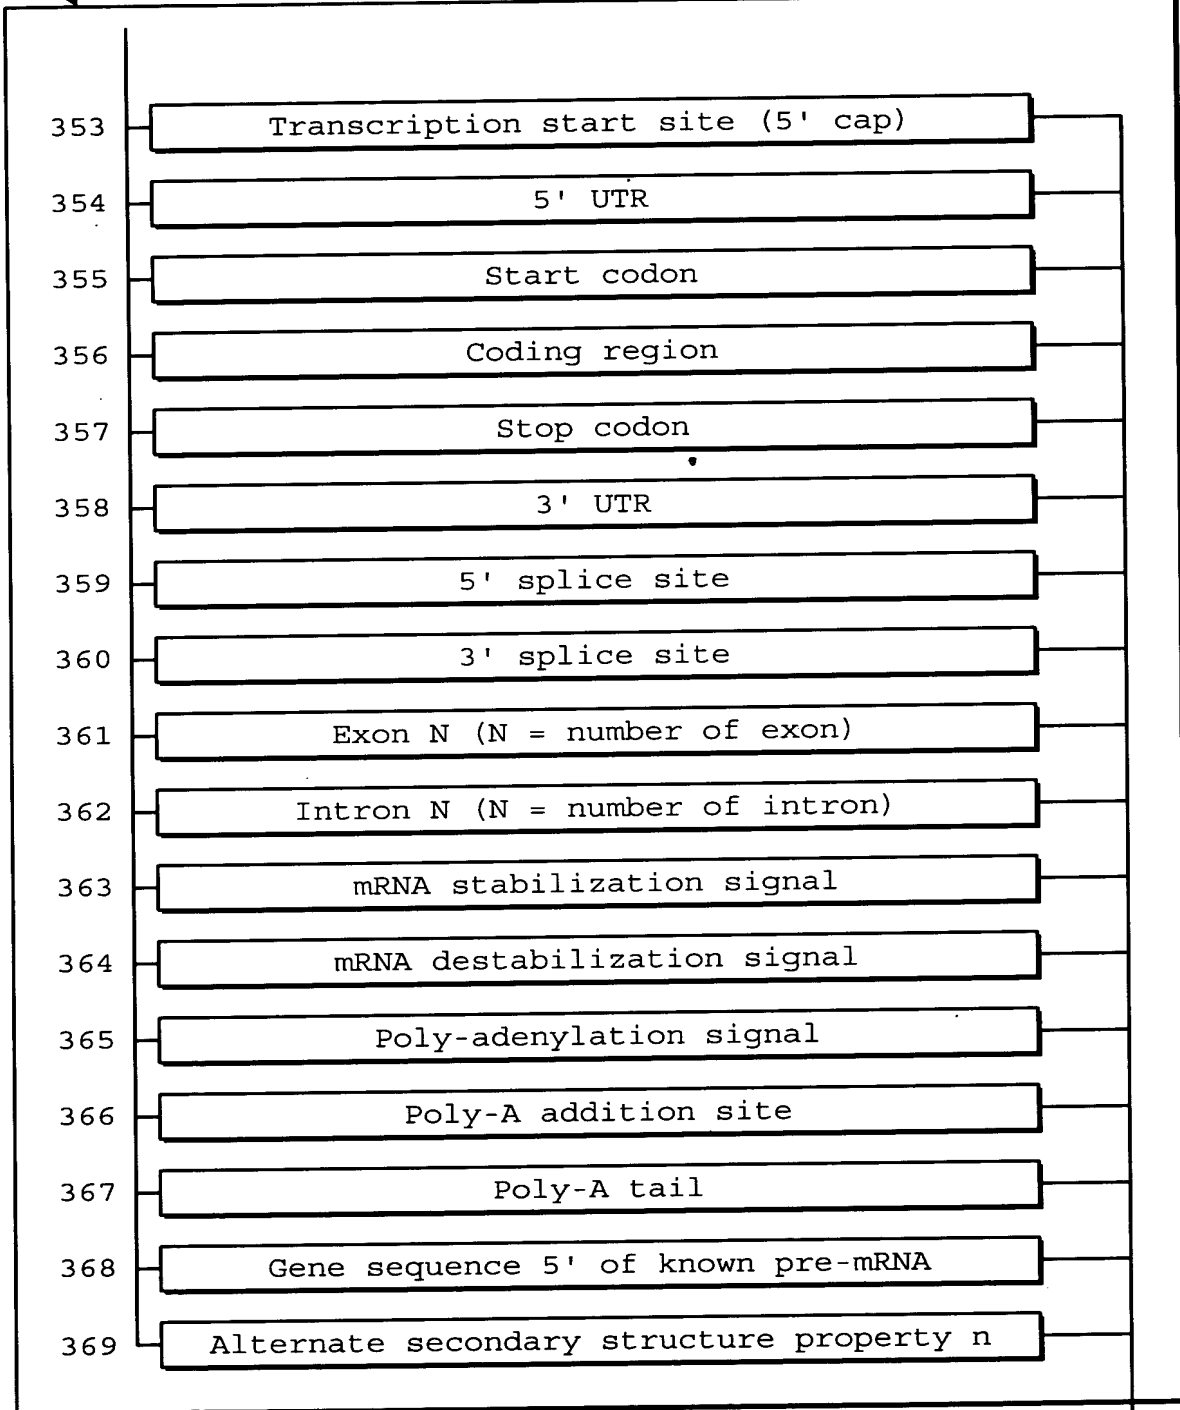 353 Transcription start site (5' cap)
354 5' UTR
355 Start codon
356 Coding region
357 Stop codon
358 3' UTR
359 5' splice site
360 3' splice site
361 Exon N (N = number of exon)
362 Intron N (N = number of intron)
363 mRNA stabilization signal
364 mRNA destabilization signal
365 Poly-adenylation signal
366 Poly-A addition site
367 Poly-A tail
368 Gene sequence 5' of known pre-mRNA
369 Alternate secondary structure property n